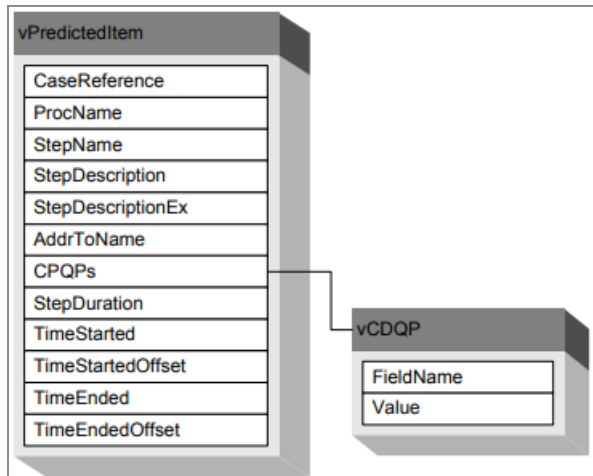 vPredictedItem
CaseReference
ProcName
StepName
StepDescription
StepDescriptionEx
AddrToName
CPQPs
StepDuration
TimeStarted
TimeStartedOffset
TimeEnded
TimeEndedOffset
vCDQP
FieldName
Value